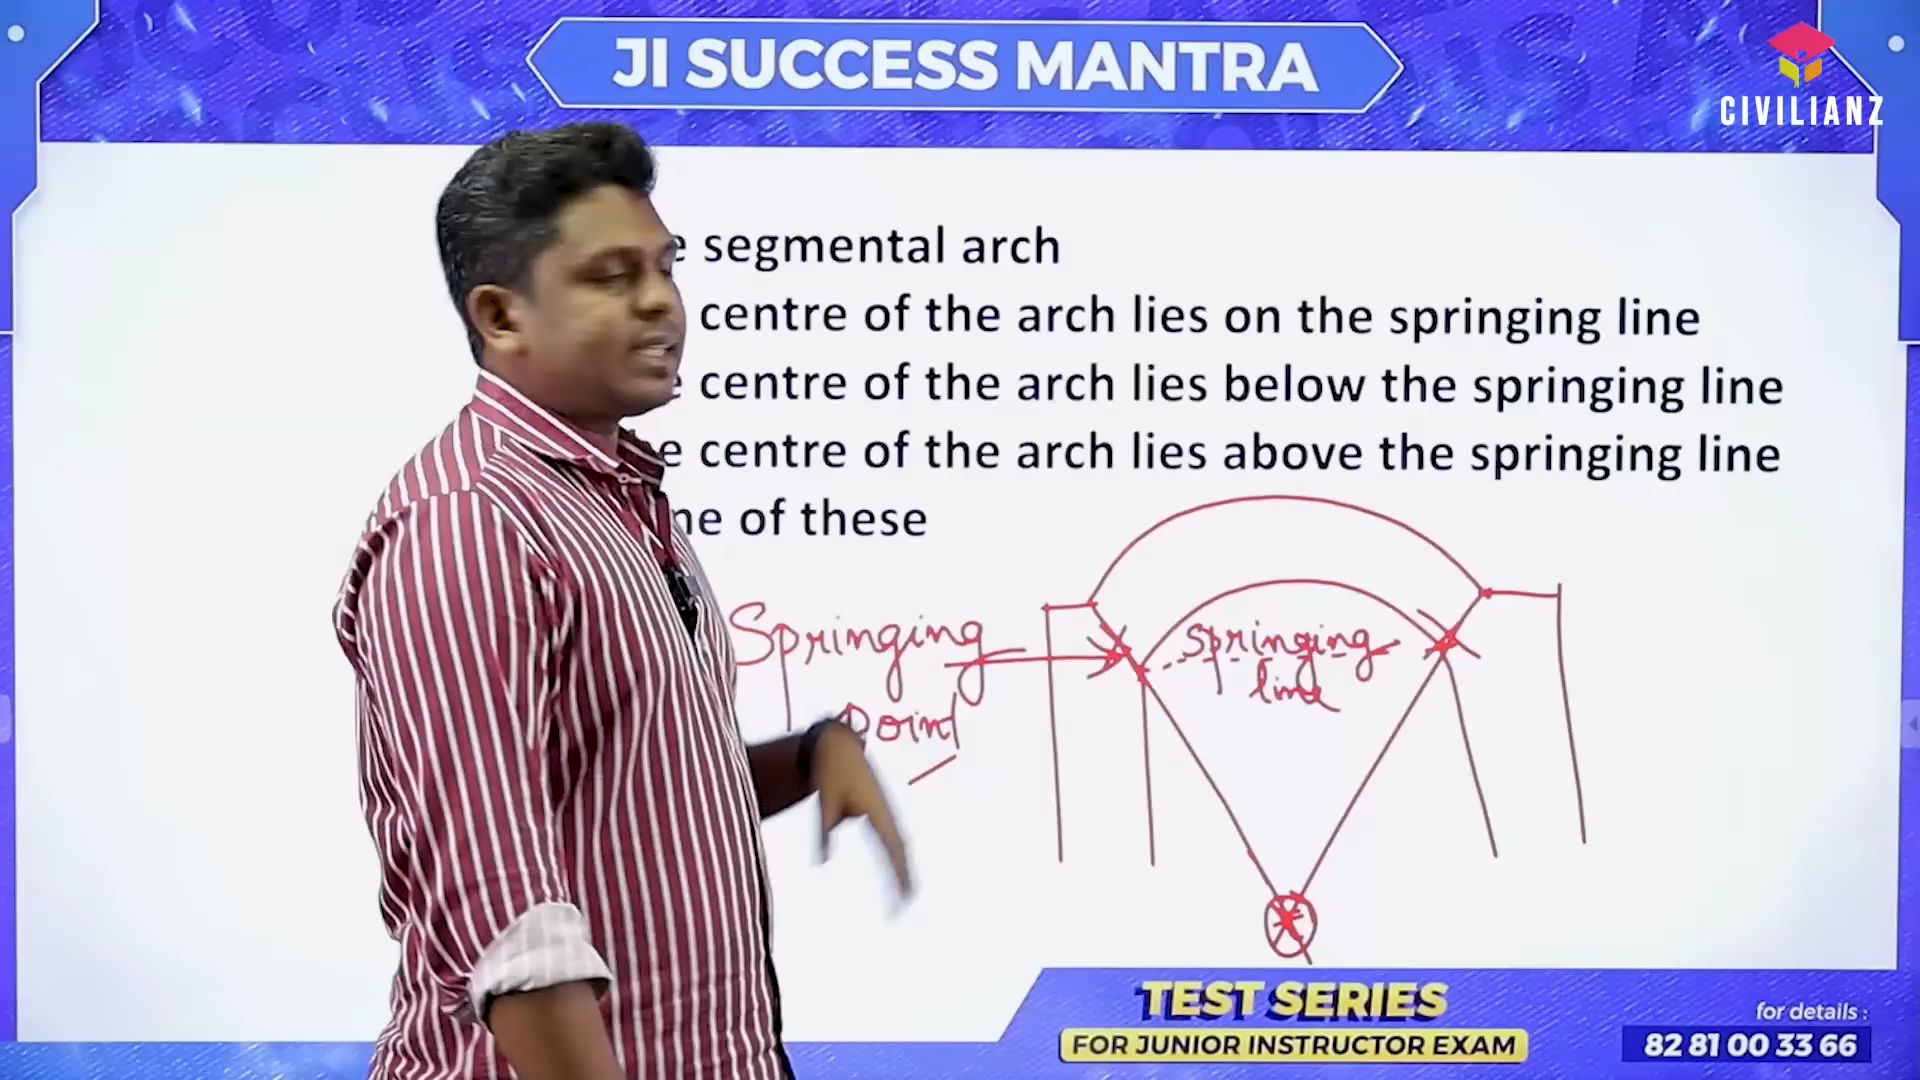 JI SUCCESS MANTRA
CIVILIANZ
segmental arch
centre of the arch lies on the springing line
centre of the arch lies below the springing line
centre of the arch lies above the springing line
of these
Springing
point
springing
line
TEST SERIES
FOR JUNIOR INSTRUCTOR EXAM
for details :
82 81 00 33 66